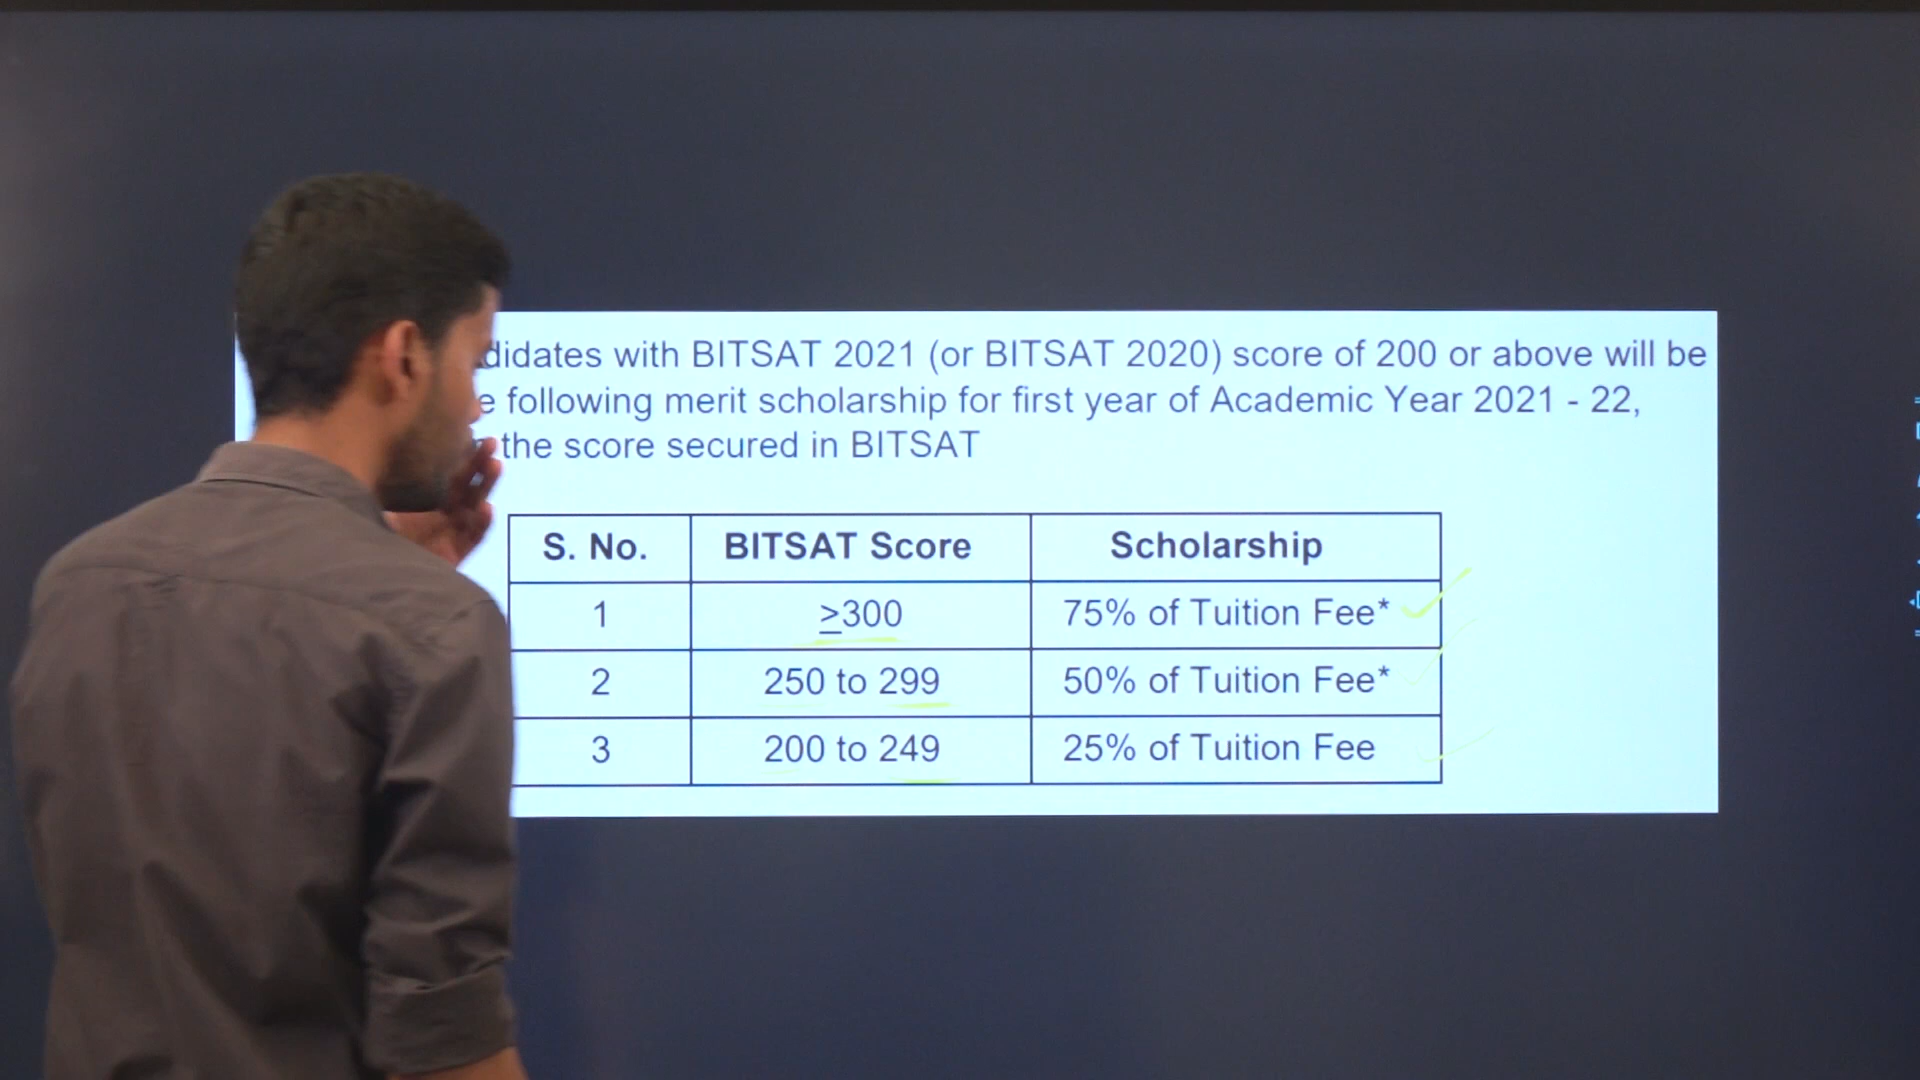 didates with BITSAT 2021 (or BITSAT 2020) score of 200 or above will be
e following merit scholarship for first year of Academic Year 2021 - 22,
the score secured in BITSAT
S. No. BITSAT Score Scholarship
1 ≥300 75% of Tuition Fee*
2 250 to 299 50% of Tuition Fee*
3 200 to 249 25% of Tuition Fee